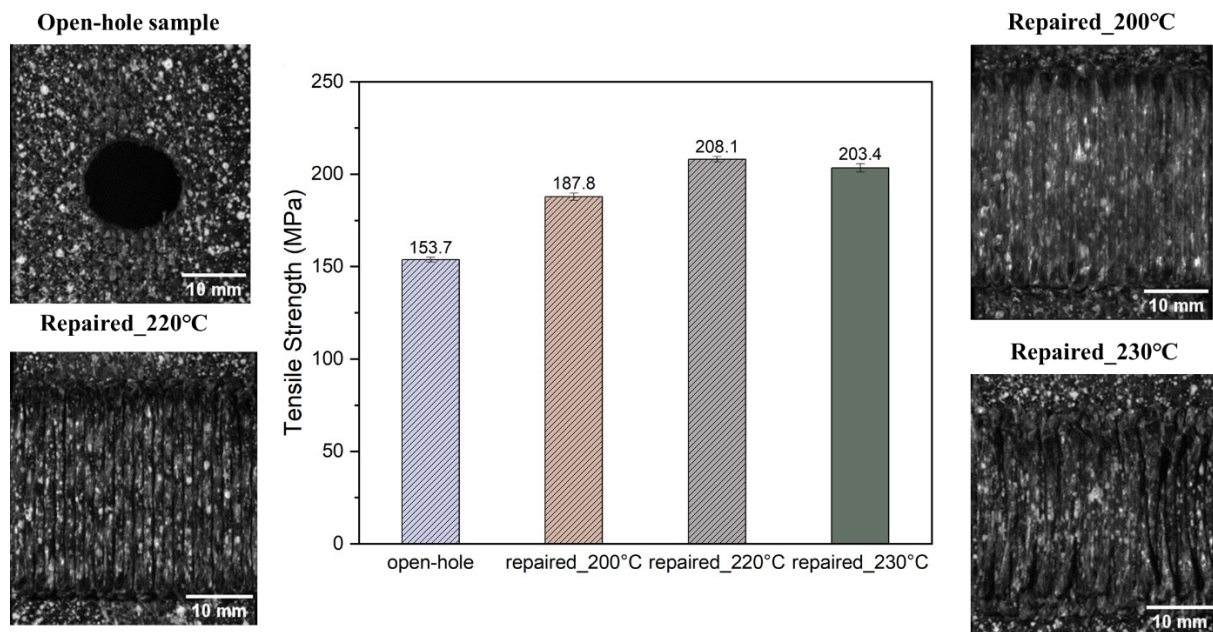 Open-hole sample
10 mm
Repaired_220°C
10 mm
Tensile Strength (MPa)
250
200
150
100
50
0
153.7
187.8
208.1
203.4
open-hole
repaired_200°C
repaired_220°C
repaired_230°C
Repaired_200°C
10 mm
Repaired_230°C
10 mm